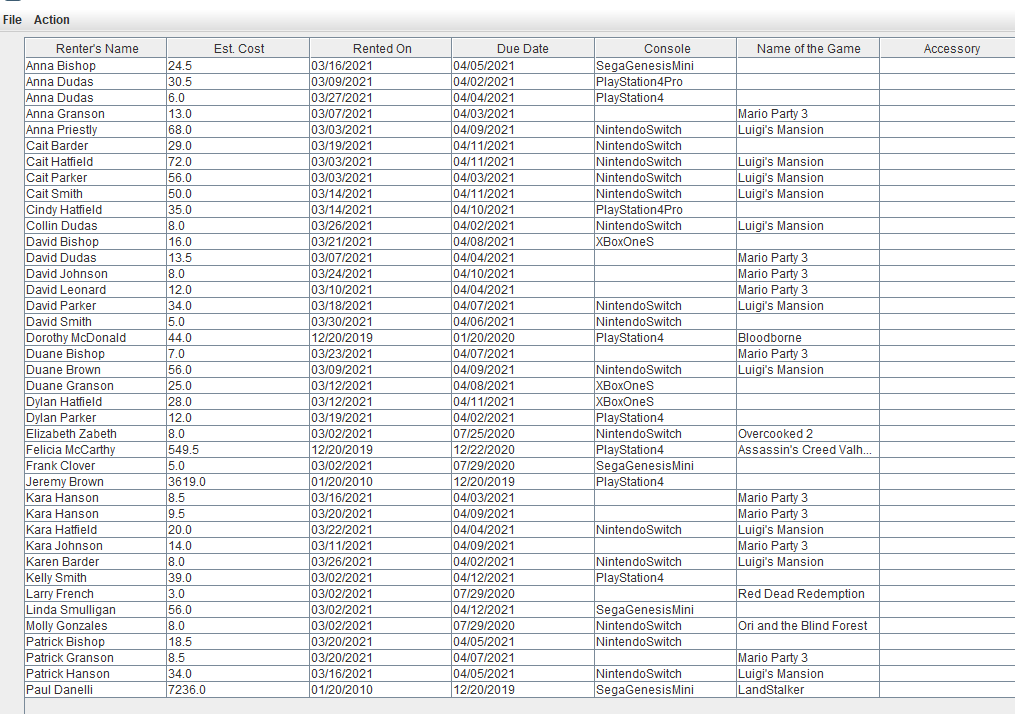 File Action
Renter's Name Est. Cost Rented On Due Date Console Name of the Game Accessory
Anna Bishop 24.5 03/16/2021 04/05/2021 SegaGenesisMini
Anna Dudas 30.5 03/09/2021 04/02/2021 PlayStation4Pro
Anna Dudas 6.0 03/27/2021 04/04/2021 PlayStation4
Anna Granson 13.0 03/07/2021 04/03/2021 Mario Party 3
Anna Priestly 68.0 03/03/2021 04/09/2021 NintendoSwitch Luigi's Mansion
Cait Barder 29.0 03/19/2021 04/11/2021 NintendoSwitch
Cait Hatfield 72.0 03/03/2021 04/11/2021 NintendoSwitch Luigi's Mansion
Cait Parker 56.0 03/03/2021 04/03/2021 NintendoSwitch Luigi's Mansion
Cait Smith 50.0 03/14/2021 04/11/2021 NintendoSwitch Luigi's Mansion
Cindy Hatfield 35.0 03/14/2021 04/10/2021 PlayStation4Pro
Collin Dudas 8.0 03/26/2021 04/02/2021 NintendoSwitch Luigi's Mansion
David Bishop 16.0 03/21/2021 04/08/2021 XBoxOneS
David Dudas 13.5 03/07/2021 04/04/2021 Mario Party 3
David Johnson 8.0 03/24/2021 04/10/2021 Mario Party 3
David Leonard 12.0 03/10/2021 04/04/2021 Mario Party 3
David Parker 34.0 03/18/2021 04/07/2021 NintendoSwitch Luigi's Mansion
David Smith 5.0 03/30/2021 04/06/2021 NintendoSwitch
Dorothy McDonald 44.0 12/20/2019 01/20/2020 PlayStation4 Bloodborne
Duane Bishop 7.0 03/23/2021 04/07/2021 Mario Party 3
Duane Brown 56.0 03/09/2021 04/09/2021 NintendoSwitch Luigi's Mansion
Duane Granson 25.0 03/12/2021 04/08/2021 XBoxOneS
Dylan Hatfield 28.0 03/12/2021 04/11/2021 XBoxOneS
Dylan Parker 12.0 03/19/2021 04/02/2021 PlayStation4
Elizabeth Zabeth 8.0 03/02/2021 07/25/2020 NintendoSwitch Overcooked 2
Felicia McCarthy 549.5 12/20/2019 12/22/2020 PlayStation4 Assassin's Creed Valh...
Frank Clover 5.0 03/02/2021 07/29/2020 SegaGenesisMini
Jeremy Brown 3619.0 01/20/2010 12/20/2019 PlayStation4
Kara Hanson 8.5 03/16/2021 04/03/2021 Mario Party 3
Kara Hanson 9.5 03/20/2021 04/09/2021 Mario Party 3
Kara Hatfield 20.0 03/22/2021 04/04/2021 NintendoSwitch Luigi's Mansion
Kara Johnson 14.0 03/11/2021 04/09/2021 Mario Party 3
Karen Barder 8.0 03/26/2021 04/02/2021 NintendoSwitch Luigi's Mansion
Kelly Smith 39.0 03/02/2021 04/12/2021 PlayStation4
Larry French 3.0 03/02/2021 07/29/2020 Red Dead Redemption
Linda Smulligan 56.0 03/02/2021 04/12/2021 SegaGenesisMini
Molly Gonzales 8.0 03/02/2021 07/29/2020 NintendoSwitch Ori and the Blind Forest
Patrick Bishop 18.5 03/20/2021 04/05/2021 NintendoSwitch
Patrick Granson 8.5 03/20/2021 04/07/2021 Mario Party 3
Patrick Hanson 34.0 03/16/2021 04/05/2021 NintendoSwitch Luigi's Mansion
Paul Danelli 7236.0 01/20/2010 12/20/2019 SegaGenesisMini LandStalker